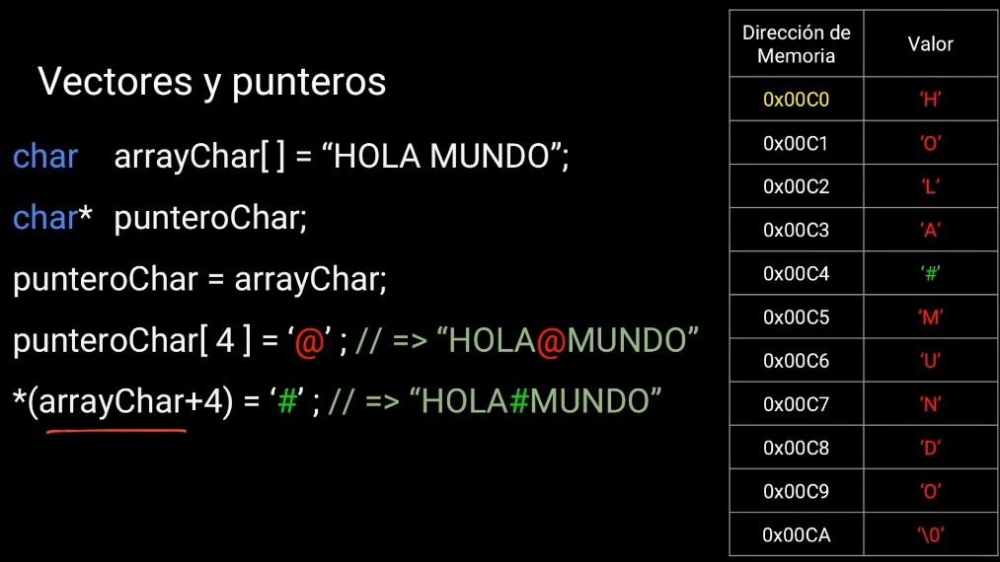 Vectores y punteros
char arrayChar[ ] = “HOLA MUNDO”;
char* punteroChar;
punteroChar = arrayChar;
punteroChar[ 4 ] = ‘@’ ; // => “HOLA@MUNDO”
*(arrayChar+4) = ‘#’ ; // => “HOLA#MUNDO”
Dirección de Memoria Valor
0x00C0 ‘H’
0x00C1 ‘O’
0x00C2 ‘L’
0x00C3 ‘A’
0x00C4 ‘#’
0x00C5 ‘M’
0x00C6 ‘U’
0x00C7 ‘N’
0x00C8 ‘D’
0x00C9 ‘O’
0x00CA ‘\0’